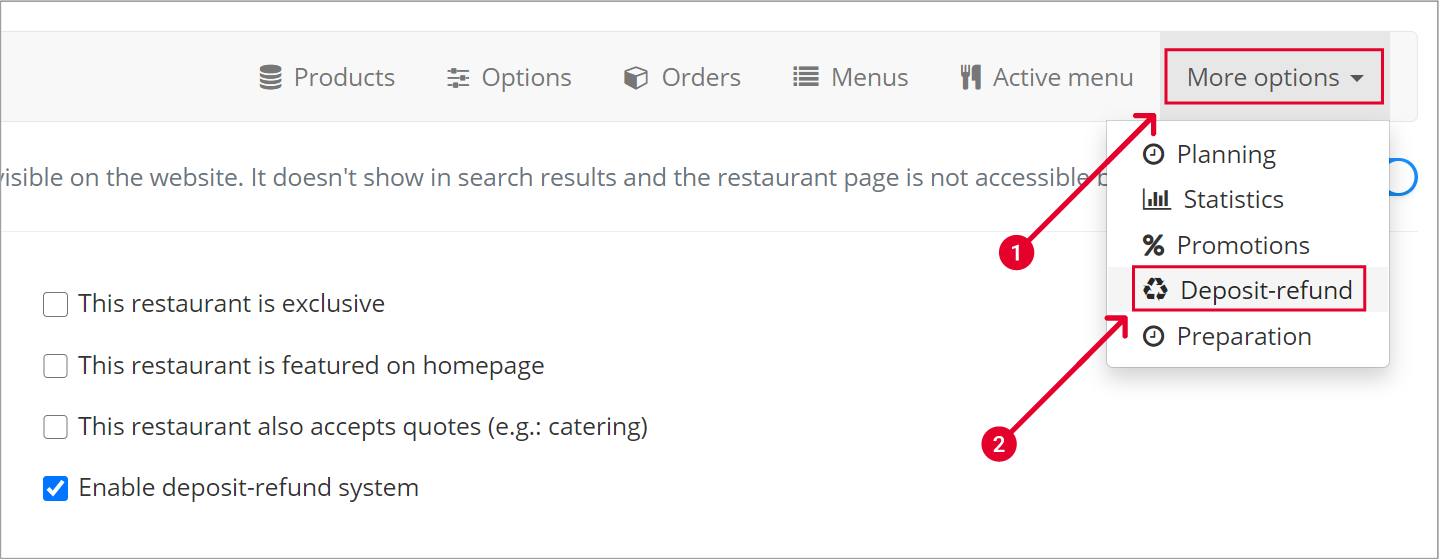 Products Options Orders Menus Active menu More options
Planning
visible on the website. It doesn't show in search results and the restaurant page is not accessible
Statistics
1
Promotions
Deposit-refund
Preparation
This restaurant is exclusive
This restaurant is featured on homepage
This restaurant also accepts quotes (e.g.: catering)
2
Enable deposit-refund system